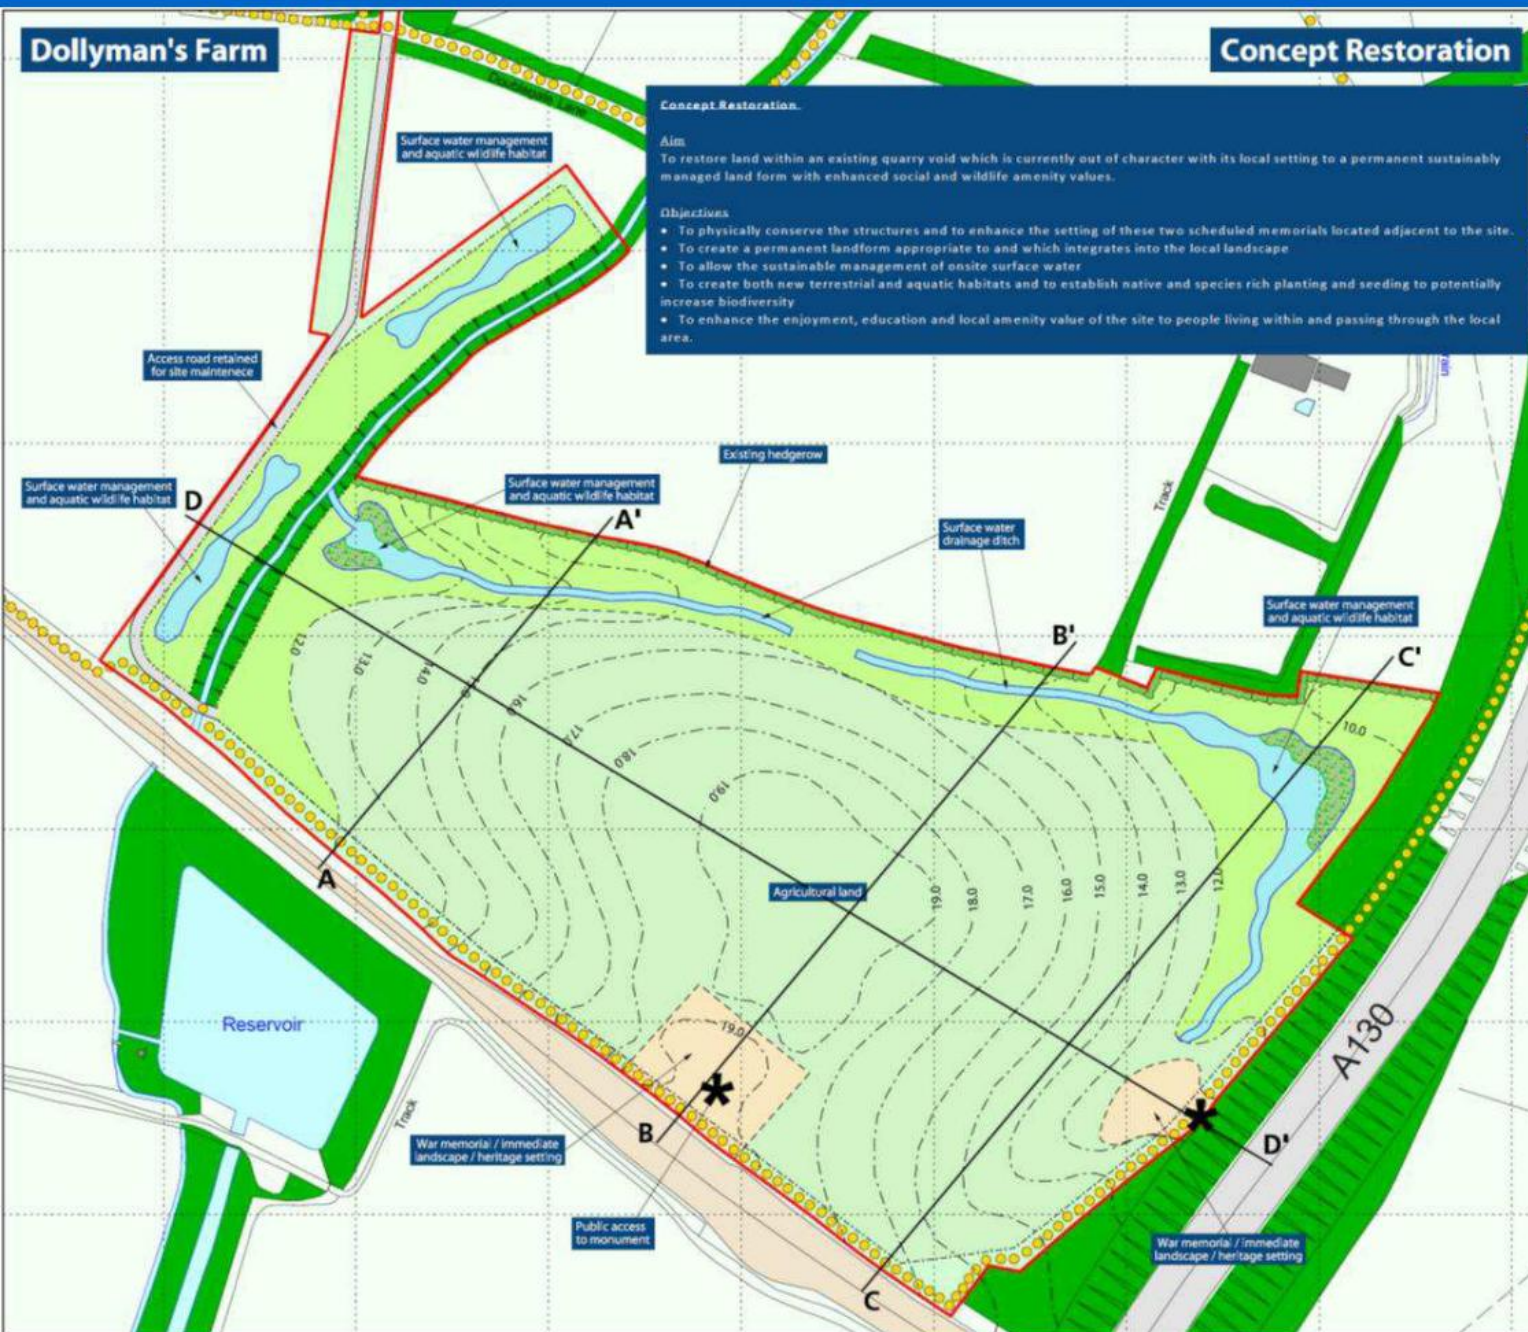 Dollyman's Farm
Concept Restoration
Doublegate Lane
Concept Restoration
Aim
To restore land within an existing quarry void which is currently out of character with its local setting to a permanent sustainably
managed land form with enhanced social and wildlife amenity values.
Objectives
• To physically conserve the structures and to enhance the setting of these two scheduled memorials located adjacent to the site.
• To create a permanent landform appropriate to and which integrates into the local landscape
• To allow the sustainable management of onsite surface water
• To create both new terrestrial and aquatic habitats and to establish native and species rich planting and seeding to potentially
increase biodiversity
• To enhance the enjoyment, education and local amenity value of the site to people living within and passing through the local
area.
Surface water management
and aquatic wildlife habitat
Access road retained
for site maintenece
Existing hedgerow
Surface water management
and aquatic wildlife habitat
D
Surface water management
and aquatic wildlife habitat
A'
Track
Surface water
drainage ditch
Surface water management
and aquatic wildlife habitat
B'
C'
12.0
13.0
14.0
16.0
17.0
18.0
19.0
10.0
A
Agricultural land
19.0
18.0
17.0
16.0
15.0
14.0
13.0
12.0
Reservoir
19.0
A130
Track
B
War memorial / immediate
landscape / heritage setting
D'
Public access
to monument
War memorial / immediate
landscape / heritage setting
C